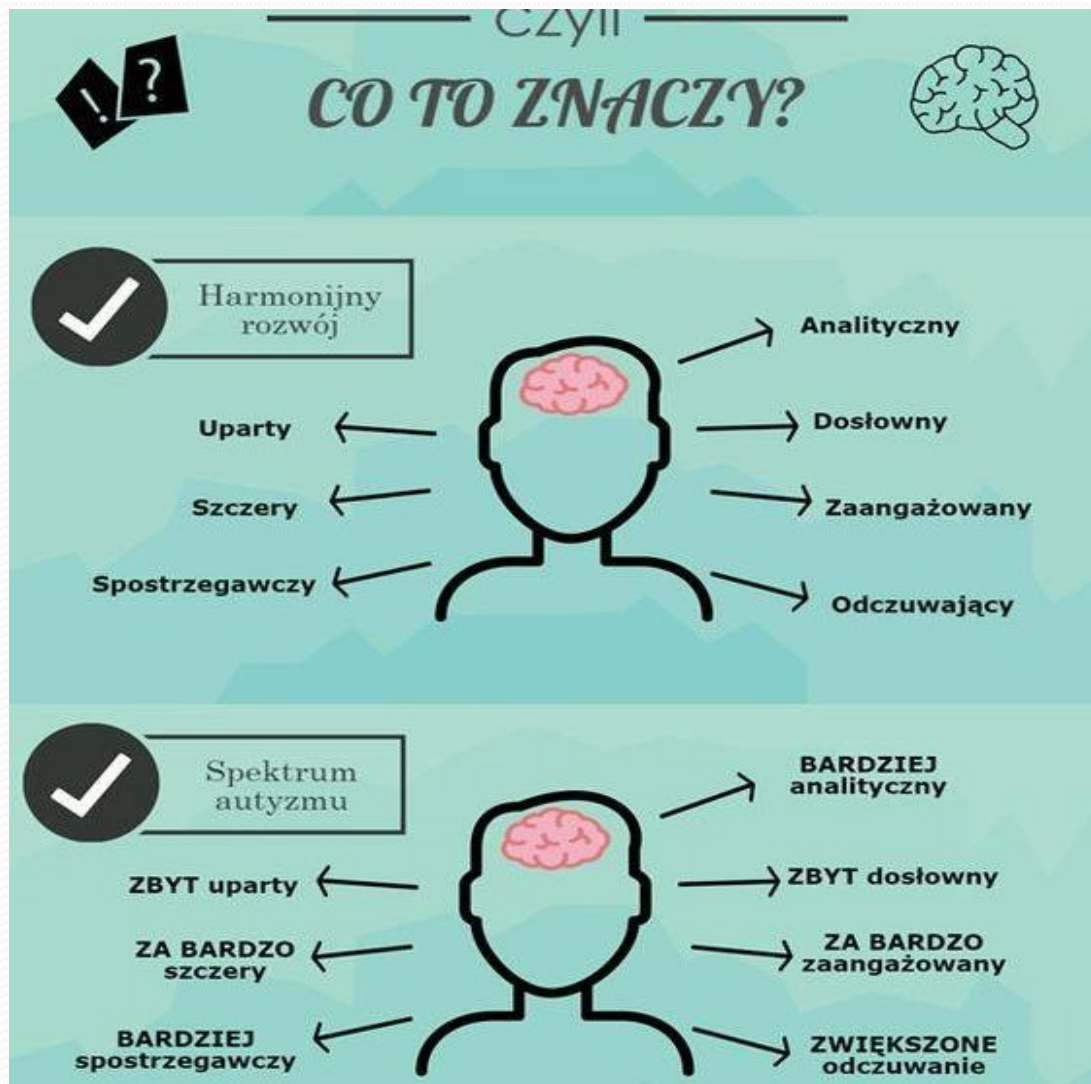 czyli
CO TO ZNACZY?
! ?
Harmonijny
rozwój
Analityczny
Uparty
Dosłowny
Szczery
Zaangażowany
Spostrzegawczy
Odczuwający
Spektrum
autyzmu
BARDZIEJ
analityczny
ZBYT uparty
ZBYT dosłowny
ZA BARDZO
szczery
ZA BARDZO
zaangażowany
BARDZIEJ
spostrzegawczy
ZWIĘKSZONE
odczuwanie